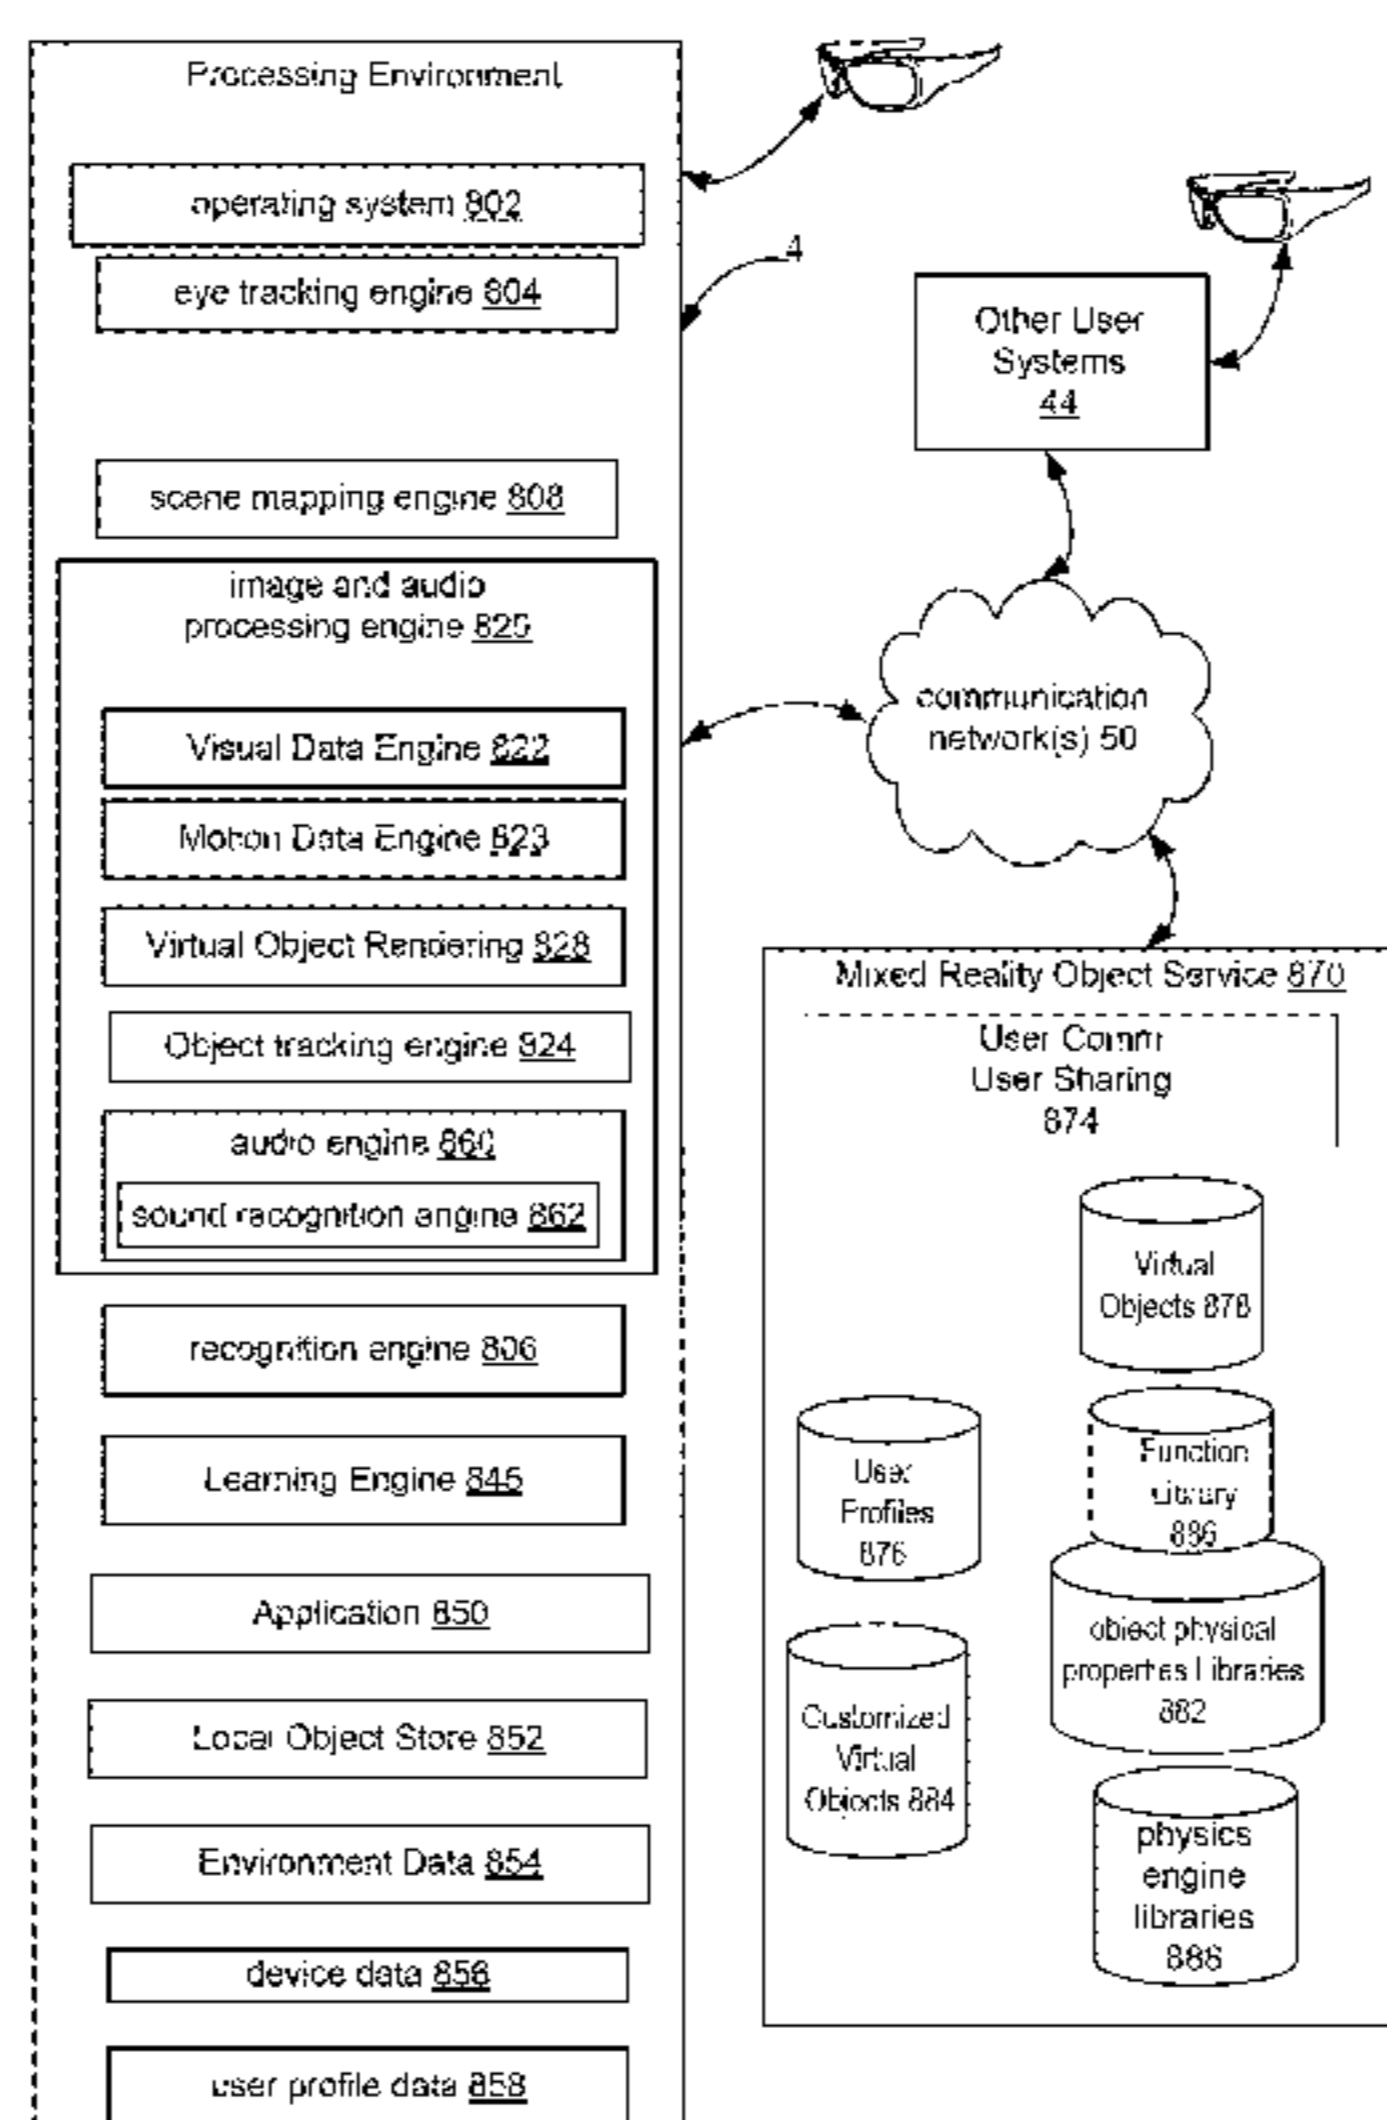 Processing Environment
operating system 802
eye tracking engine 804
4
scene mapping engine 808
image and audio
processing engine 825
Visual Data Engine 822
Motion Data Engine 823
Virtual Object Rendering 828
Object tracking engine 824
audio engine 860
sound recognition engine 862
recognition engine 806
Learning Engine 845
Application 850
Local Object Store 852
Environment Data 854
device data 856
user profile data 858
Other User
Systems
44
communication
network(s) 50
Mixed Reality Object Service 870
User Comm
User Sharing
874
Virtual
Objects 878
User
Profiles
876
Function
Library
886
object physical
properties Libraries
882
Customized
Virtual
Objects 884
physics
engine
libraries
888